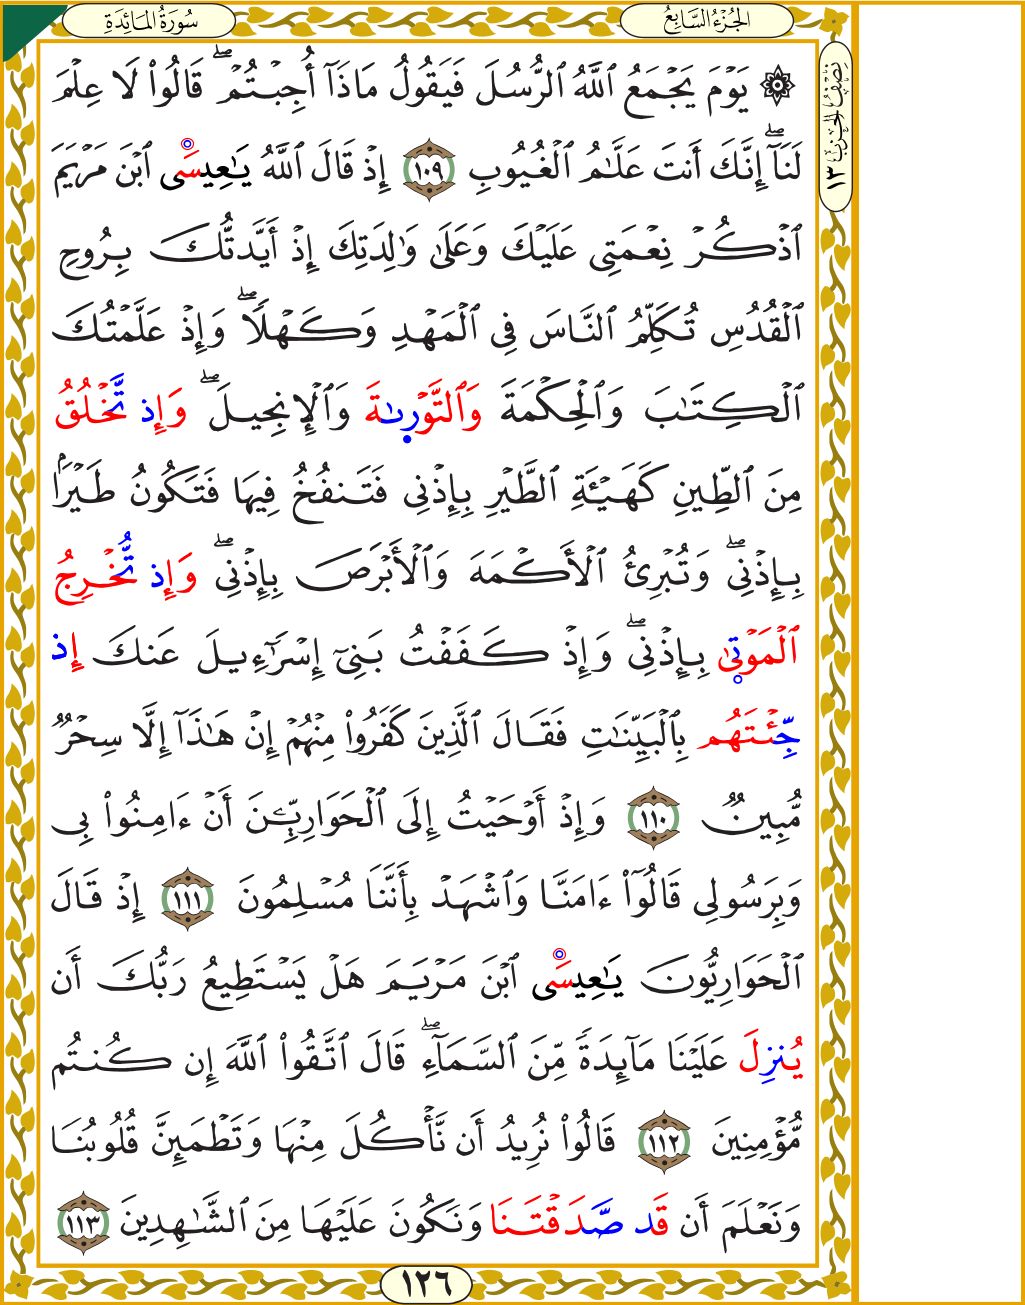 سُورَةُ المَائِدَةِ
الجُزْءُ السَّابِعُ
نِصْفُ الحِزْبِ ١٣
۞ يَوْمَ يَجْمَعُ ٱللَّهُ ٱلرُّسُلَ فَيَقُولُ مَاذَآ أُجِبْتُمْۖ قَالُوا۟ لَا عِلْمَ
لَنَآۖ إِنَّكَ أَنتَ عَلَّـٰمُ ٱلْغُيُوبِ ١٠٩ إِذْ قَالَ ٱللَّهُ يَـٰعِيسَى ٱبْنَ مَرْيَمَ
ٱذْكُرْ نِعْمَتِى عَلَيْكَ وَعَلَىٰ وَٰلِدَتِكَ إِذْ أَيَّدتُّكَ بِرُوحِ
ٱلْقُدُسِ تُكَلِّمُ ٱلنَّاسَ فِى ٱلْمَهْدِ وَكَهْلًاۖ وَإِذْ عَلَّمْتُكَ
ٱلْكِتَـٰبَ وَٱلْحِكْمَةَ وَٱلتَّوْرِىٰةَ وَٱلْإِنجِيلَۖ وَإِذ تَّخْلُقُ
مِنَ ٱلطِّينِ كَهَيْـَٔةِ ٱلطَّيْرِ بِإِذْنِى فَتَنفُخُ فِيهَا فَتَكُونُ طَيْرًۢا
بِإِذْنِىۖ وَتُبْرِئُ ٱلْأَكْمَهَ وَٱلْأَبْرَصَ بِإِذْنِىۖ وَإِذ تُّخْرِجُ
ٱلْمَوْتِىٰ بِإِذْنِىۖ وَإِذْ كَفَفْتُ بَنِىٓ إِسْرَٰٓءِيلَ عَنكَ إِذ
جِّئْتَهُم بِٱلْبَيِّنَـٰتِ فَقَالَ ٱلَّذِينَ كَفَرُوا۟ مِنْهُمْ إِنْ هَـٰذَآ إِلَّا سِحْرٌ
مُّبِينٌ ١١٠ وَإِذْ أَوْحَيْتُ إِلَى ٱلْحَوَارِيِّـۧنَ أَنْ ءَامِنُوا۟ بِى
وَبِرَسُولِى قَالُوٓا۟ ءَامَنَّا وَٱشْهَدْ بِأَنَّنَا مُسْلِمُونَ ١١١ إِذْ قَالَ
ٱلْحَوَارِيُّونَ يَـٰعِيسَى ٱبْنَ مَرْيَمَ هَلْ يَسْتَطِيعُ رَبُّكَ أَن
يُنزِلَ عَلَيْنَا مَآئِدَةً مِّنَ ٱلسَّمَآءِۖ قَالَ ٱتَّقُوا۟ ٱللَّهَ إِن كُنتُم
مُّؤْمِنِينَ ١١٢ قَالُوا۟ نُرِيدُ أَن نَّأْكُلَ مِنْهَا وَتَطْمَئِنَّ قُلُوبُنَا
وَنَعْلَمَ أَن قَد صَّدَقْتَنَا وَنَكُونَ عَلَيْهَا مِنَ ٱلشَّـٰهِدِينَ ١١٣
١٢٦